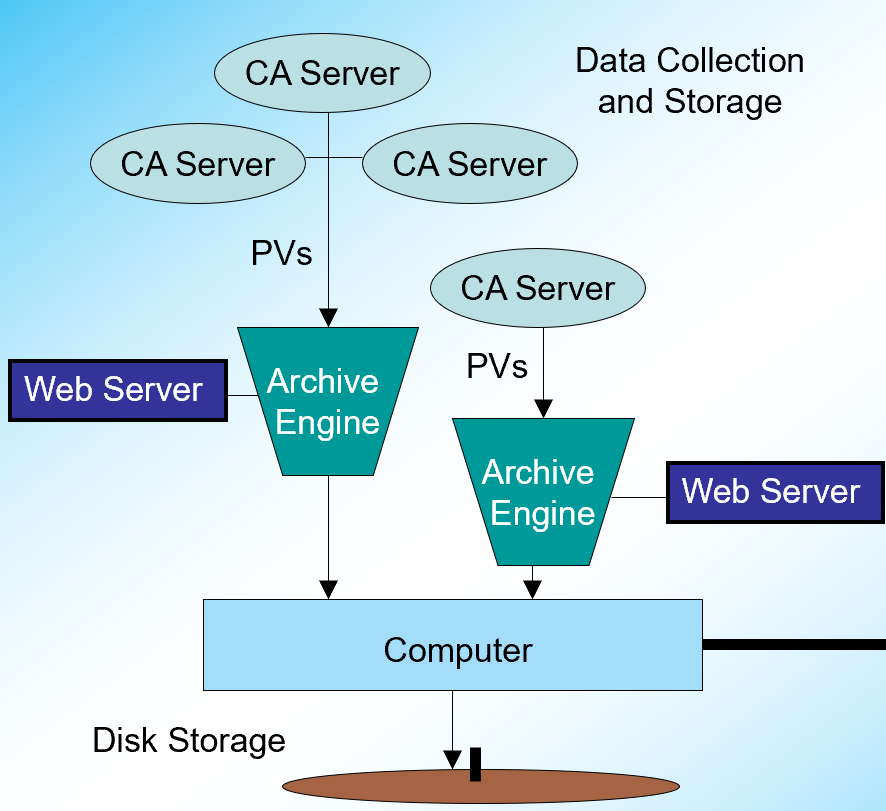 CA Server
Data Collection
and Storage
CA Server
CA Server
PVs
CA Server
PVs
Web Server
Archive
Engine
Archive
Engine
Web Server
Computer
Disk Storage